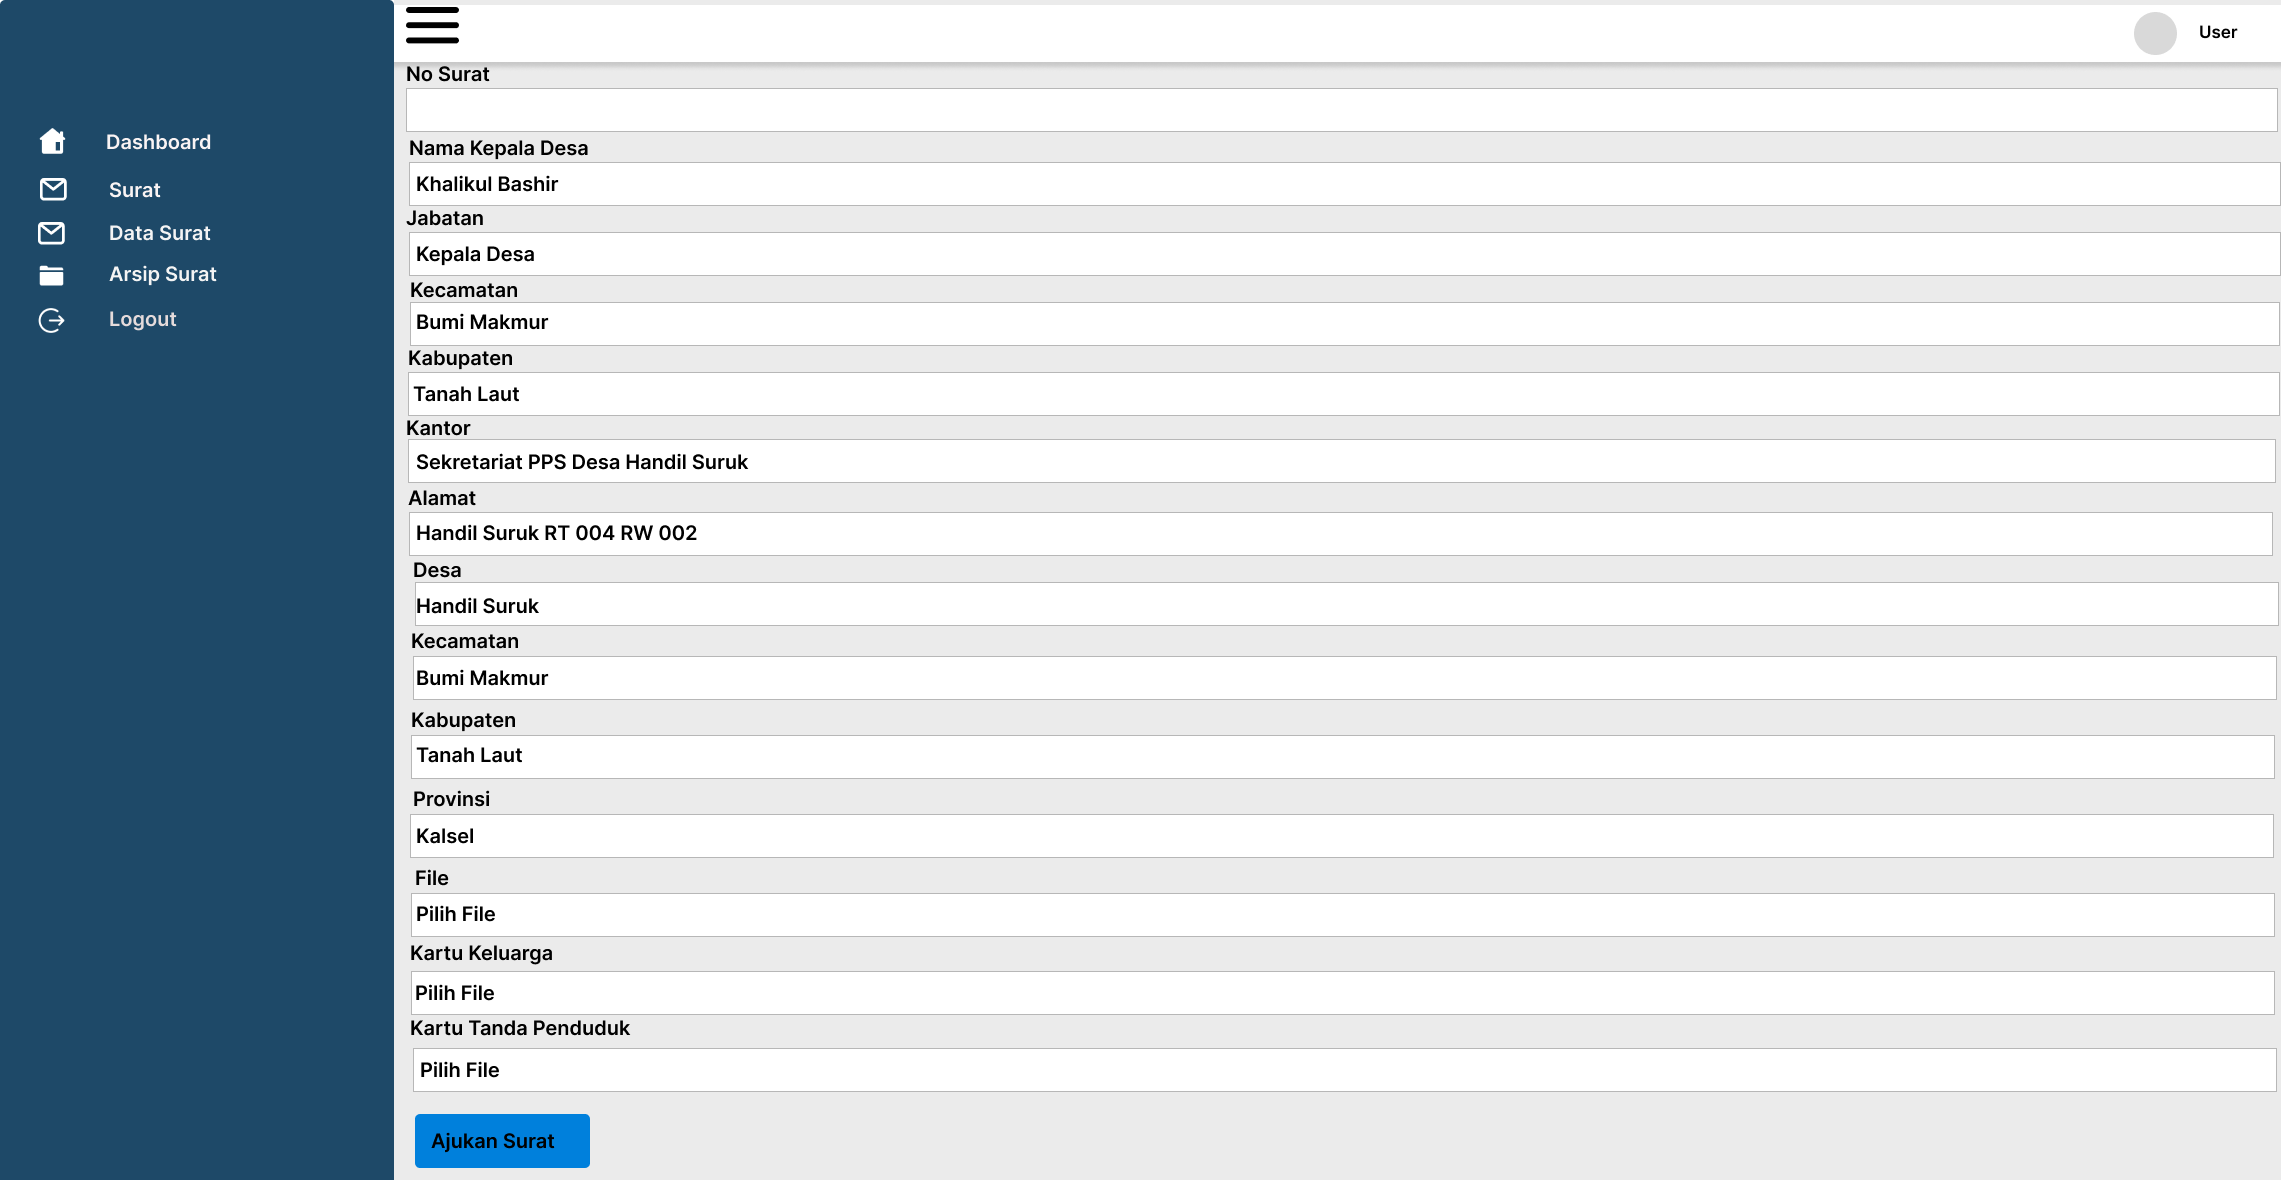 User
Dashboard
Surat
Data Surat
Arsip Surat
Logout
No Surat
Nama Kepala Desa
Khalikul Bashir
Jabatan
Kepala Desa
Kecamatan
Bumi Makmur
Kabupaten
Tanah Laut
Kantor
Sekretariat PPS Desa Handil Suruk
Alamat
Handil Suruk RT 004 RW 002
Desa
Handil Suruk
Kecamatan
Bumi Makmur
Kabupaten
Tanah Laut
Provinsi
Kalsel
File
Pilih File
Kartu Keluarga
Pilih File
Kartu Tanda Penduduk
Pilih File
Ajukan Surat